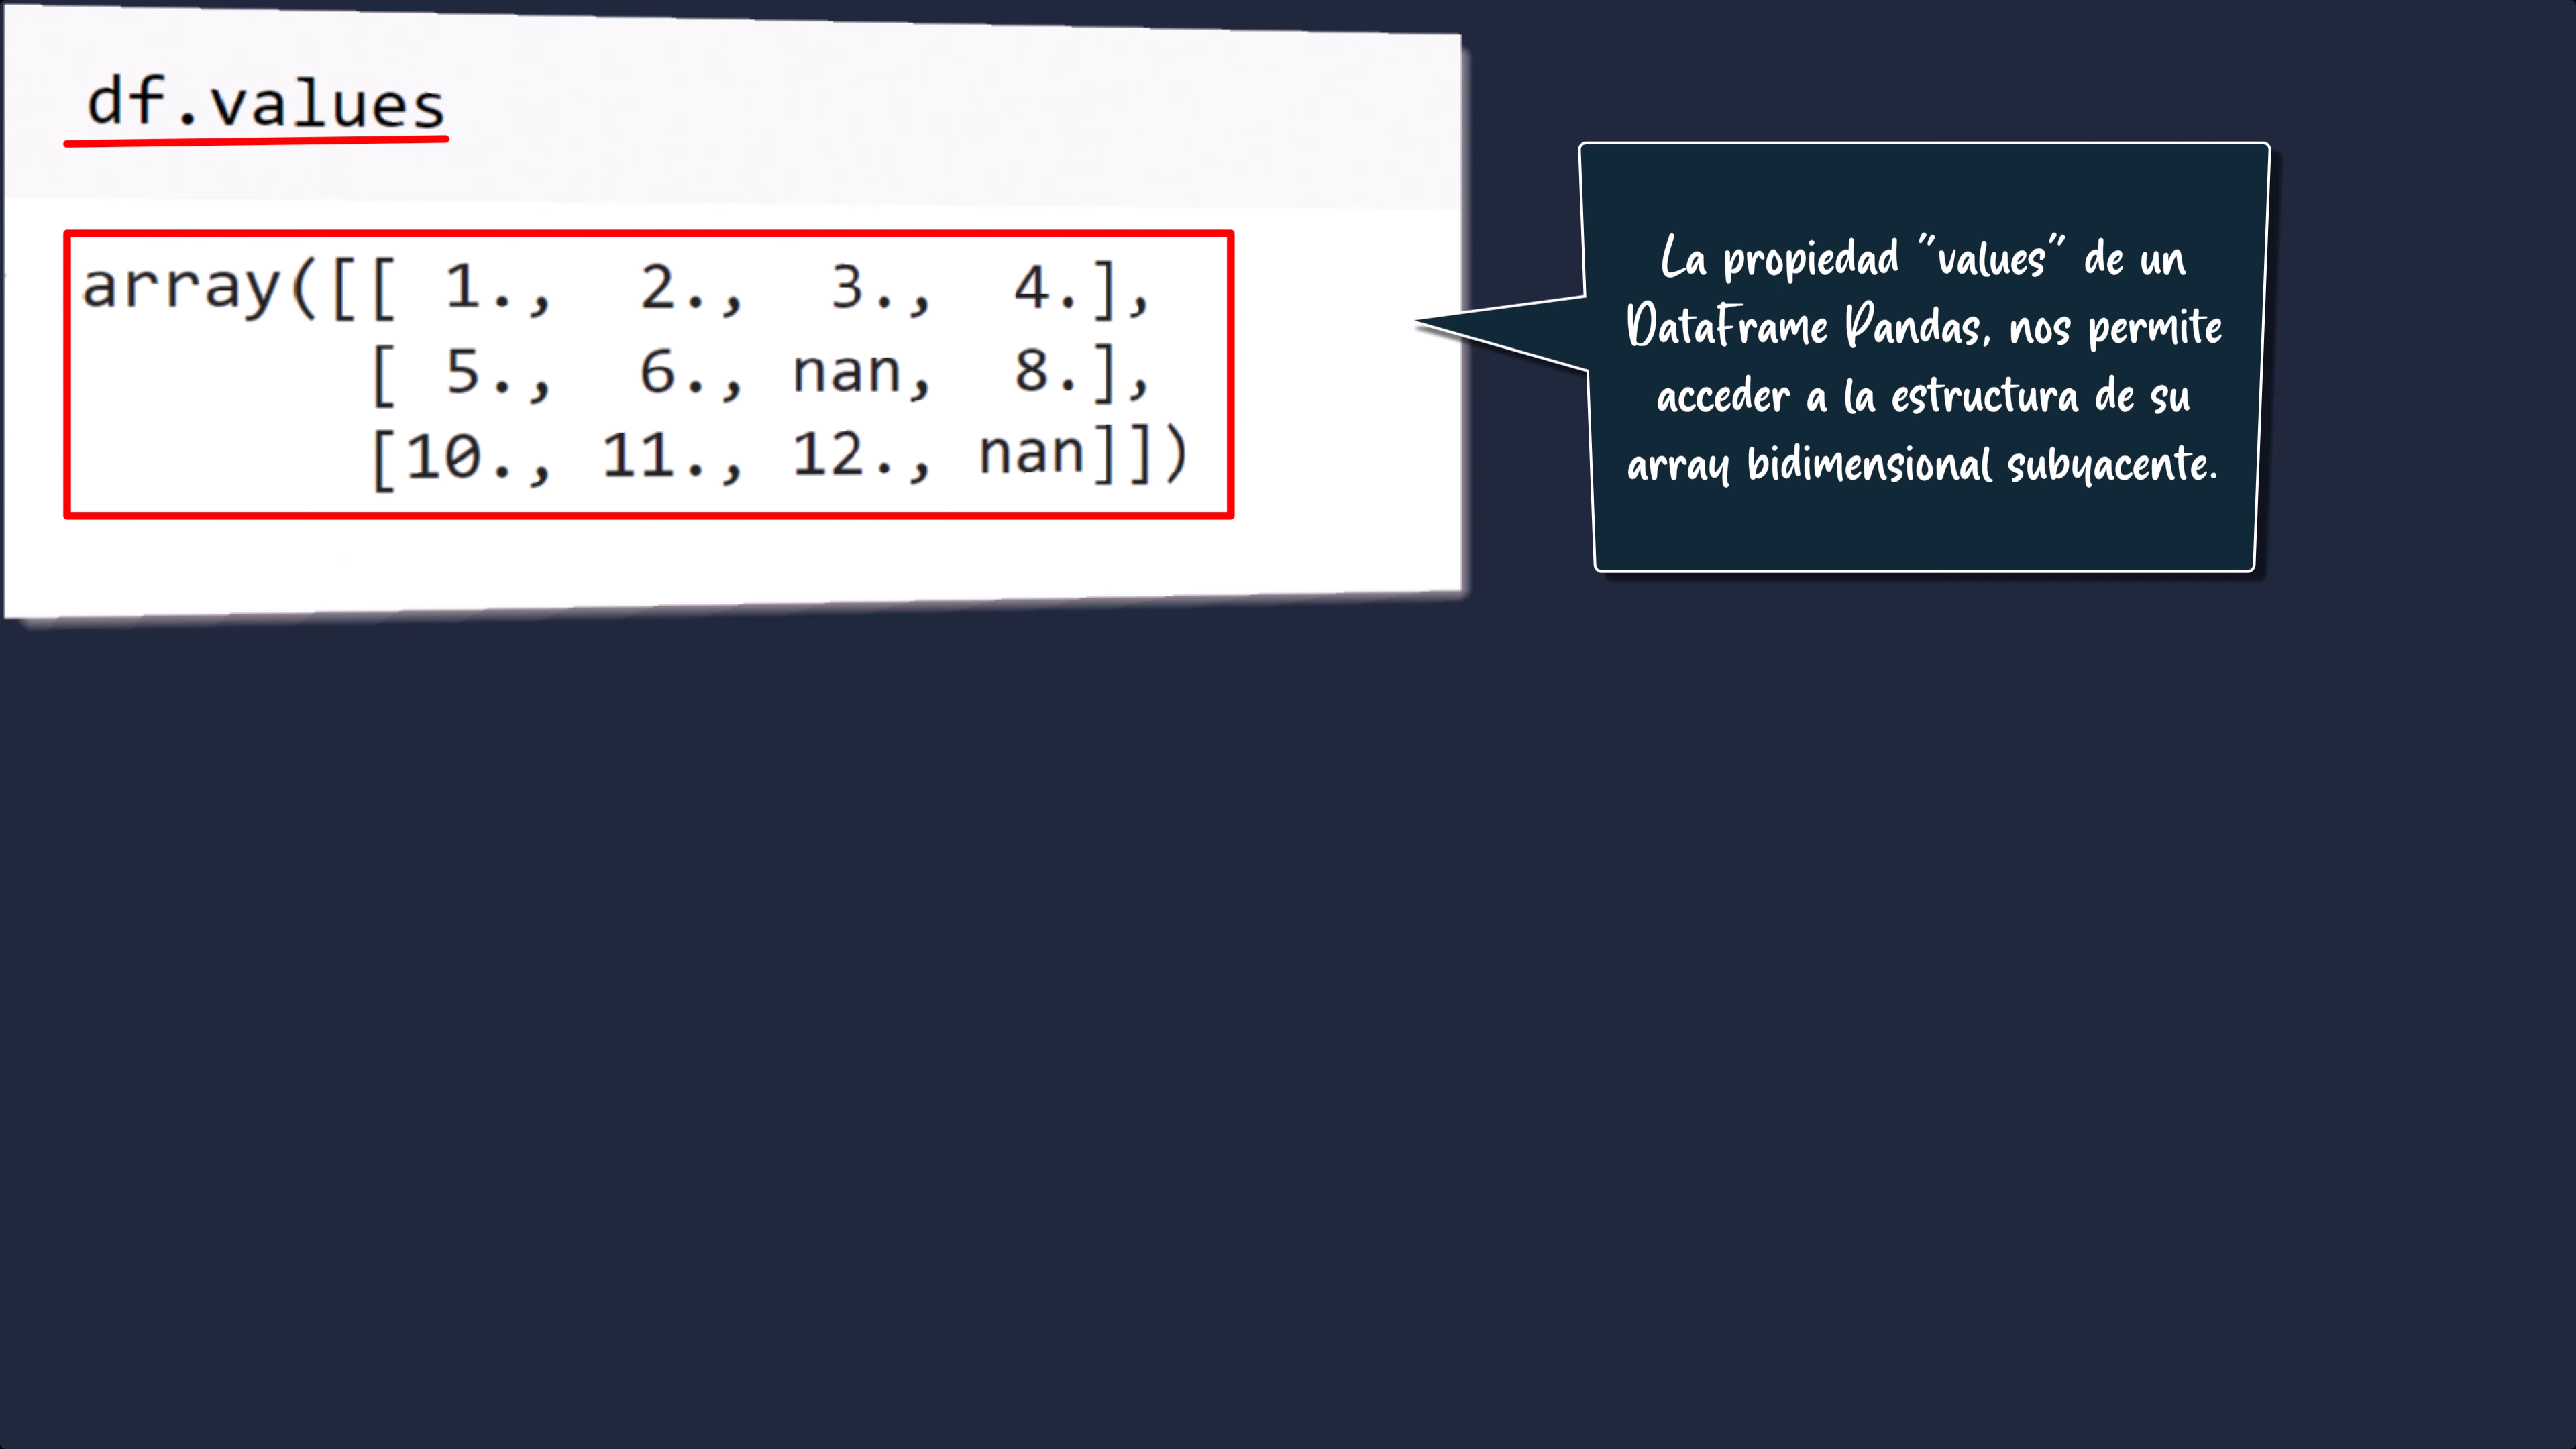 df.values
array([[ 1.,  2.,  3.,  4.],
       [ 5.,  6., nan,  8.],
       [10., 11., 12., nan]])
La propiedad "values" de un
DataFrame Pandas, nos permite
acceder a la estructura de su
array bidimensional subyacente.